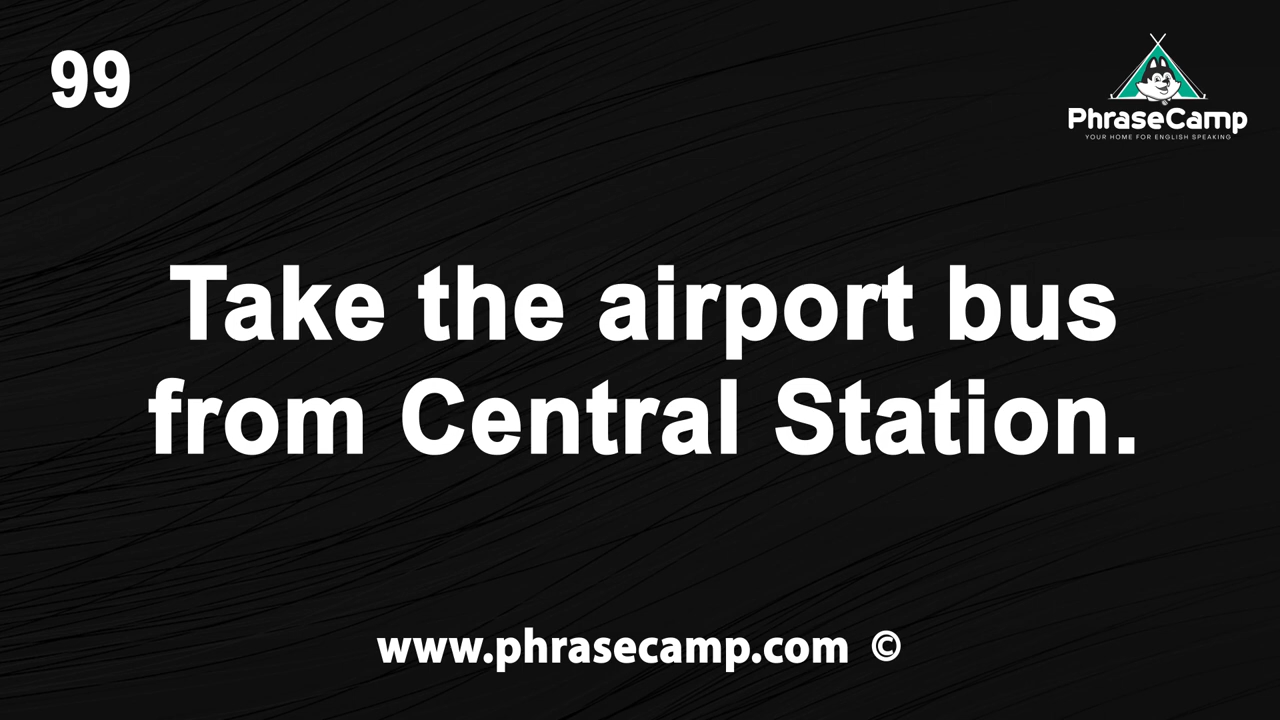 99
PhraseCamp
YOUR HOME FOR ENGLISH SPEAKING
Take the airport bus
from Central Station.
www.phrasecamp.com ©